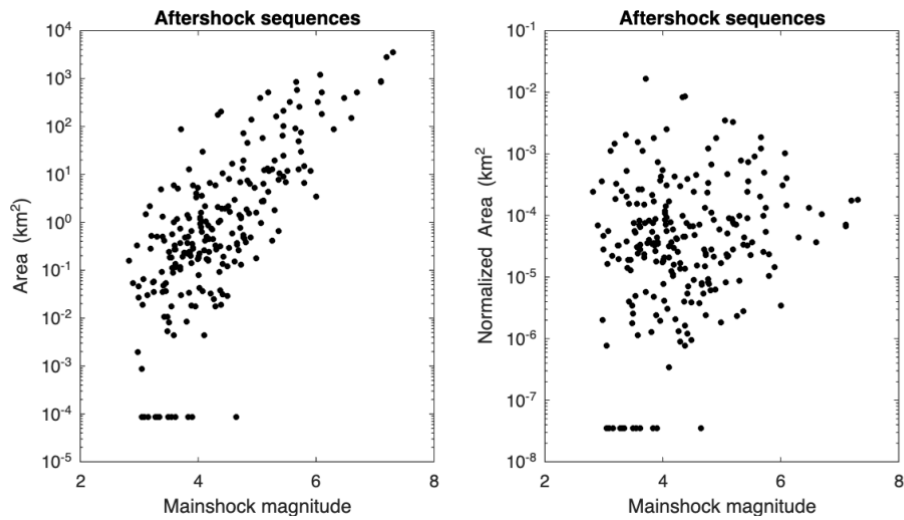 Aftershock sequences
10^4
10^3
10^2
10^1
10^0
10^-1
10^-2
10^-3
10^-4
10^-5
Area (km^2)
2 4 6 8
Mainshock magnitude
Aftershock sequences
10^-1
10^-2
10^-3
10^-4
10^-5
10^-6
10^-7
10^-8
Normalized Area (km^2
2 4 6 8
Mainshock magnitude